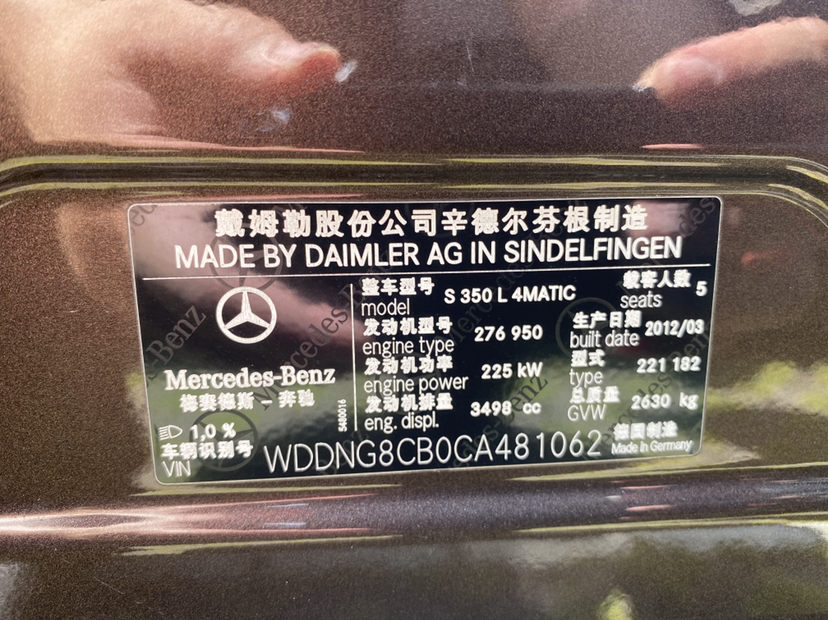 戴姆勒股份公司辛德尔芬根制造
MADE BY DAIMLER AG IN SINDELFINGEN
Mercedes-Benz
梅赛德斯－奔驰
整车型号 S 350 L 4MATIC 载客人数 5
model seats
发动机型号 276 950 生产日期 2012/03
engine type built date
发动机功率 225 kW 型式 221 182
engine power type
发动机排量 3498 cc 总质量 2630 kg
eng. displ. GVW
1,0 %
车辆识别号 WDDNG8CB0CA481062 德国制造
VIN Made in Germany